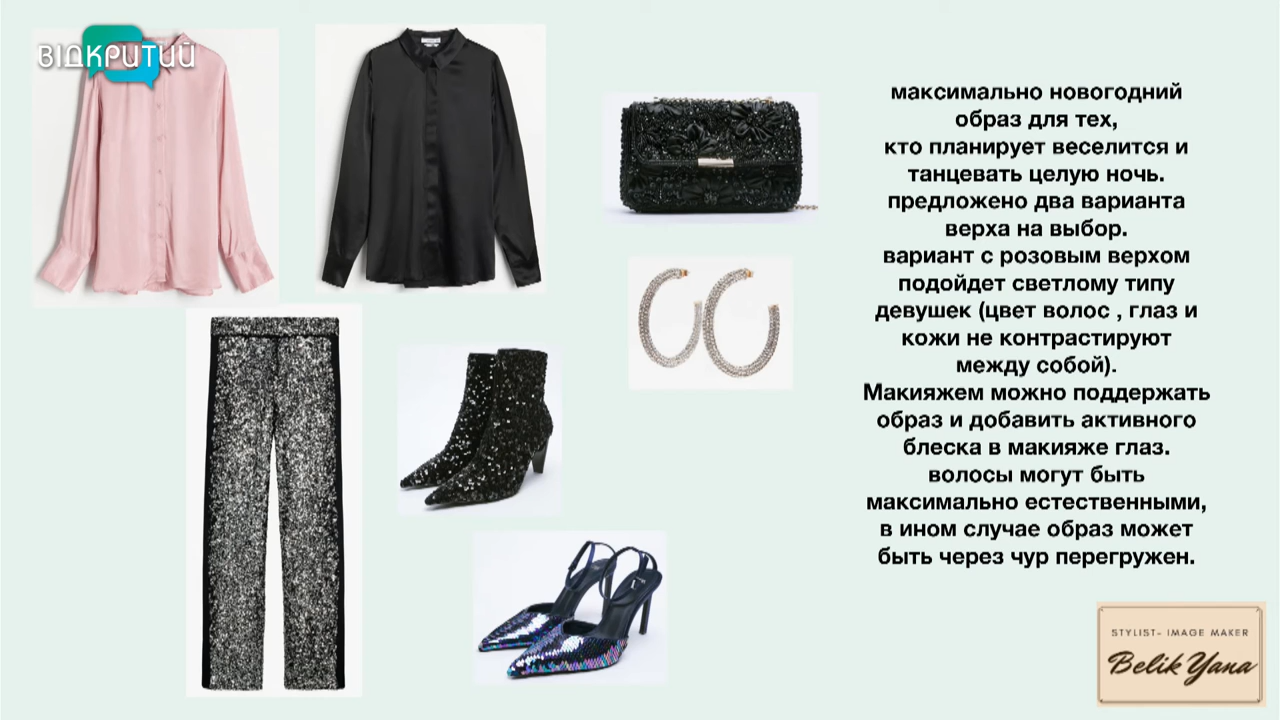 ВІДКРИТИЙ
максимально новогодний
образ для тех,
кто планирует веселится и
танцевать целую ночь.
предложено два варианта
верха на выбор.
вариант с розовым верхом
подойдет светлому типу
девушек (цвет волос , глаз и
кожи не контрастируют
между собой).
Макияжем можно поддержать
образ и добавить активного
блеска в макияже глаз.
волосы могут быть
максимально естественными,
в ином случае образ может
быть через чур перегружен.
STYLIST- IMAGE MAKER
Belik Yana